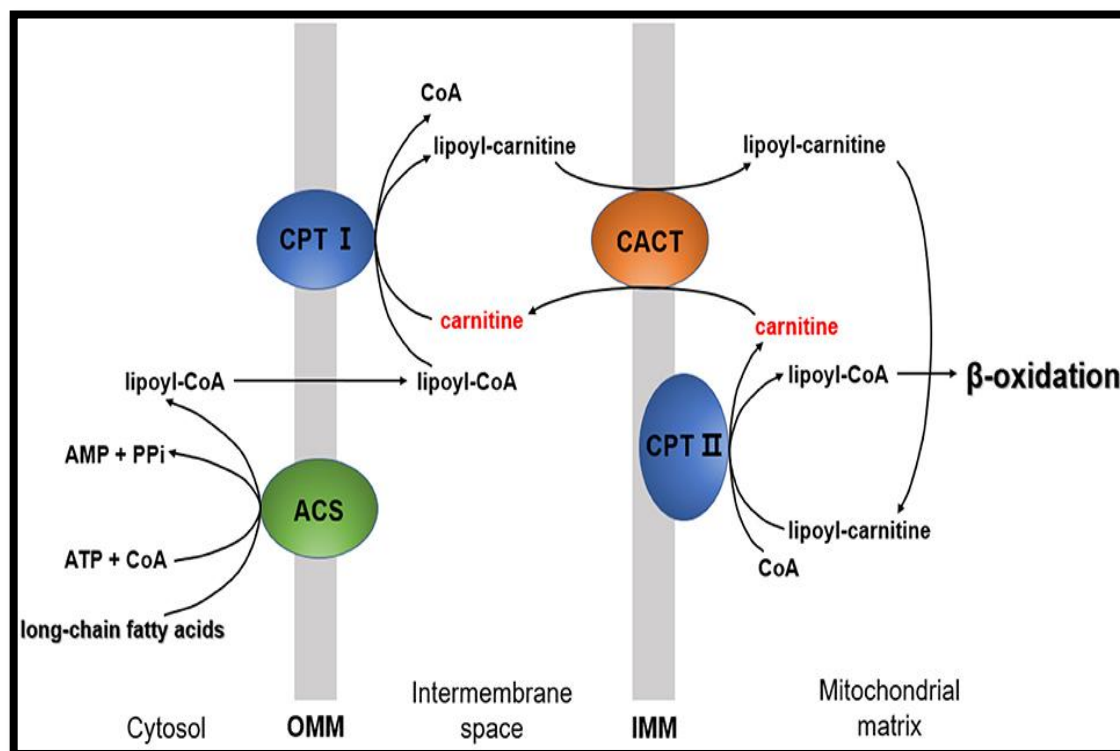 CoA
lipoyl-carnitine
lipoyl-carnitine
CPT I
CACT
carnitine
carnitine
lipoyl-CoA
lipoyl-CoA
lipoyl-CoA
β-oxidation
CPT II
AMP + PPi
ACS
lipoyl-carnitine
ATP + CoA
CoA
long-chain fatty acids
Cytosol
OMM
Intermembrane
space
IMM
Mitochondrial
matrix